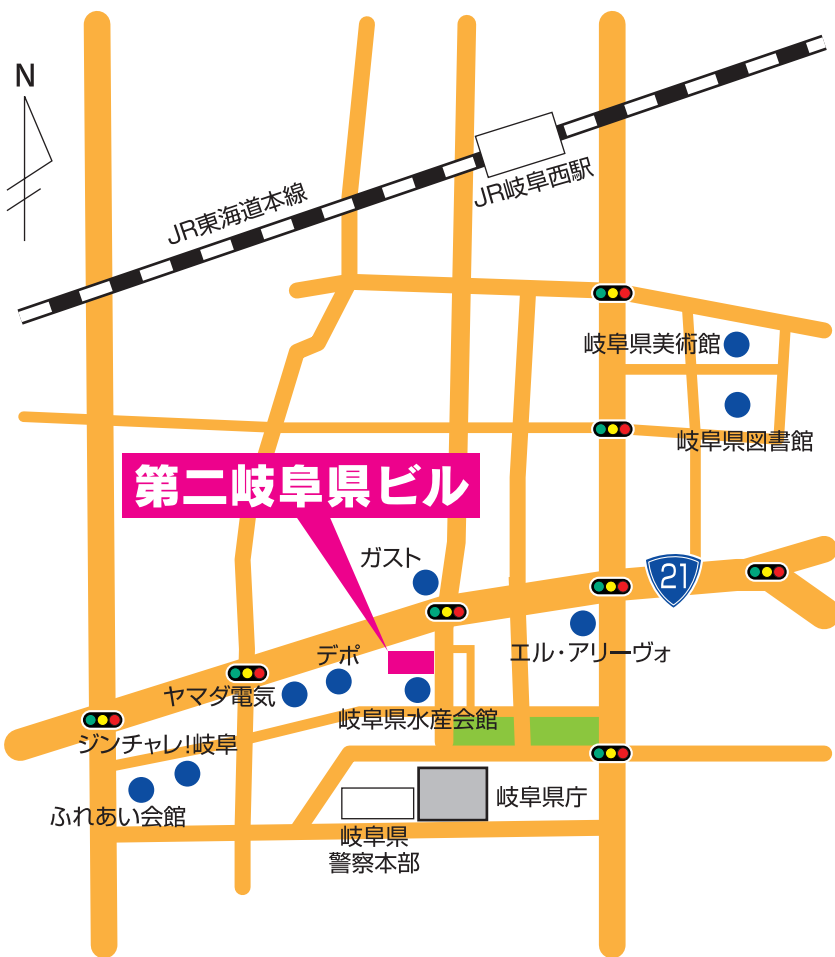 N
JR東海道本線
JR岐阜西駅
岐阜県美術館
岐阜県図書館
第二岐阜県ビル
ガスト
21
エル・アリーヴォ
デポ
ヤマダ電気
岐阜県水産会館
ジンチャレ!岐阜
ふれあい会館
岐阜県庁
岐阜県
警察本部